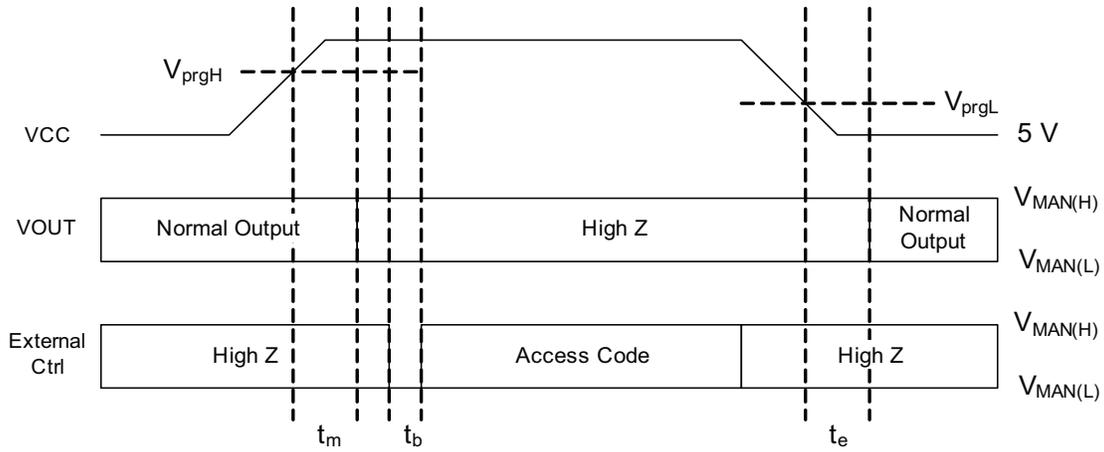 VprgH
VprgL
VCC
5 V
VMAN(H)
VOUT
Normal Output
High Z
Normal
Output
VMAN(L)
VMAN(H)
External
Ctrl
High Z
Access Code
High Z
VMAN(L)
tm
tb
te